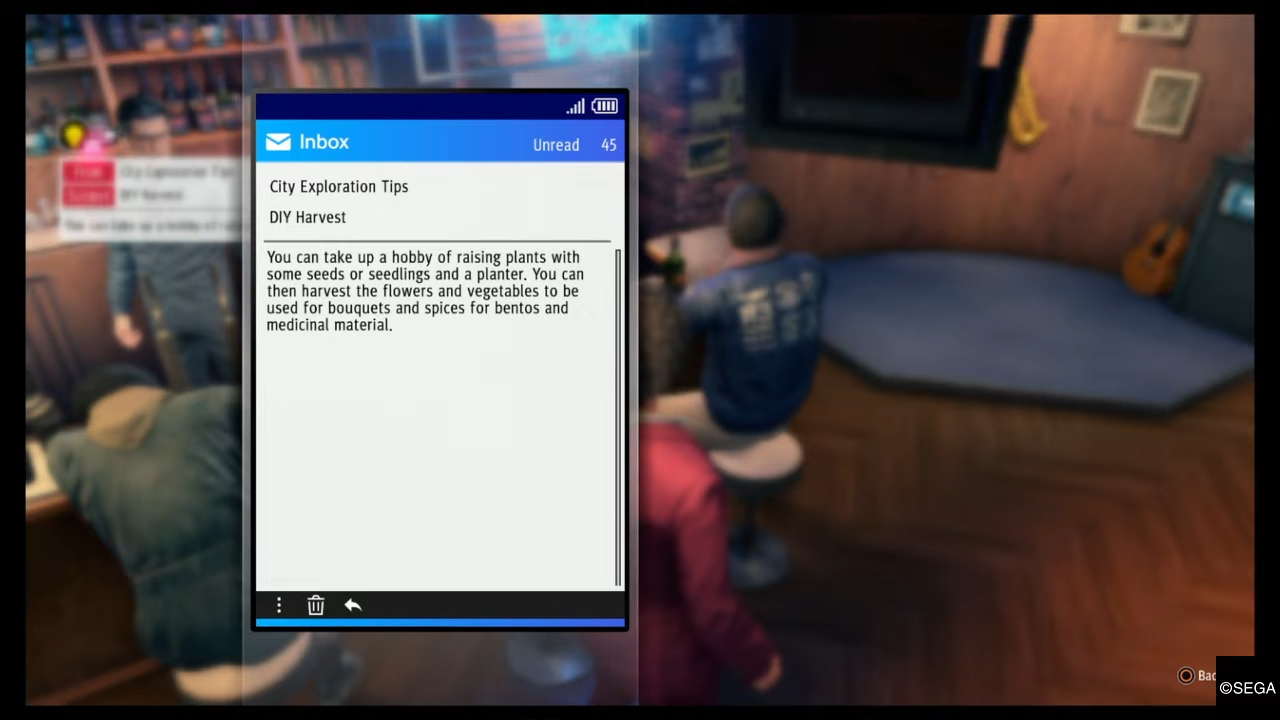 Inbox
Unread 45
City Exploration Tips
DIY Harvest
You can take up a hobby of raising plants with
some seeds or seedlings and a planter. You can
then harvest the flowers and vegetables to be
used for bouquets and spices for bentos and
medicinal material.
©SEGA